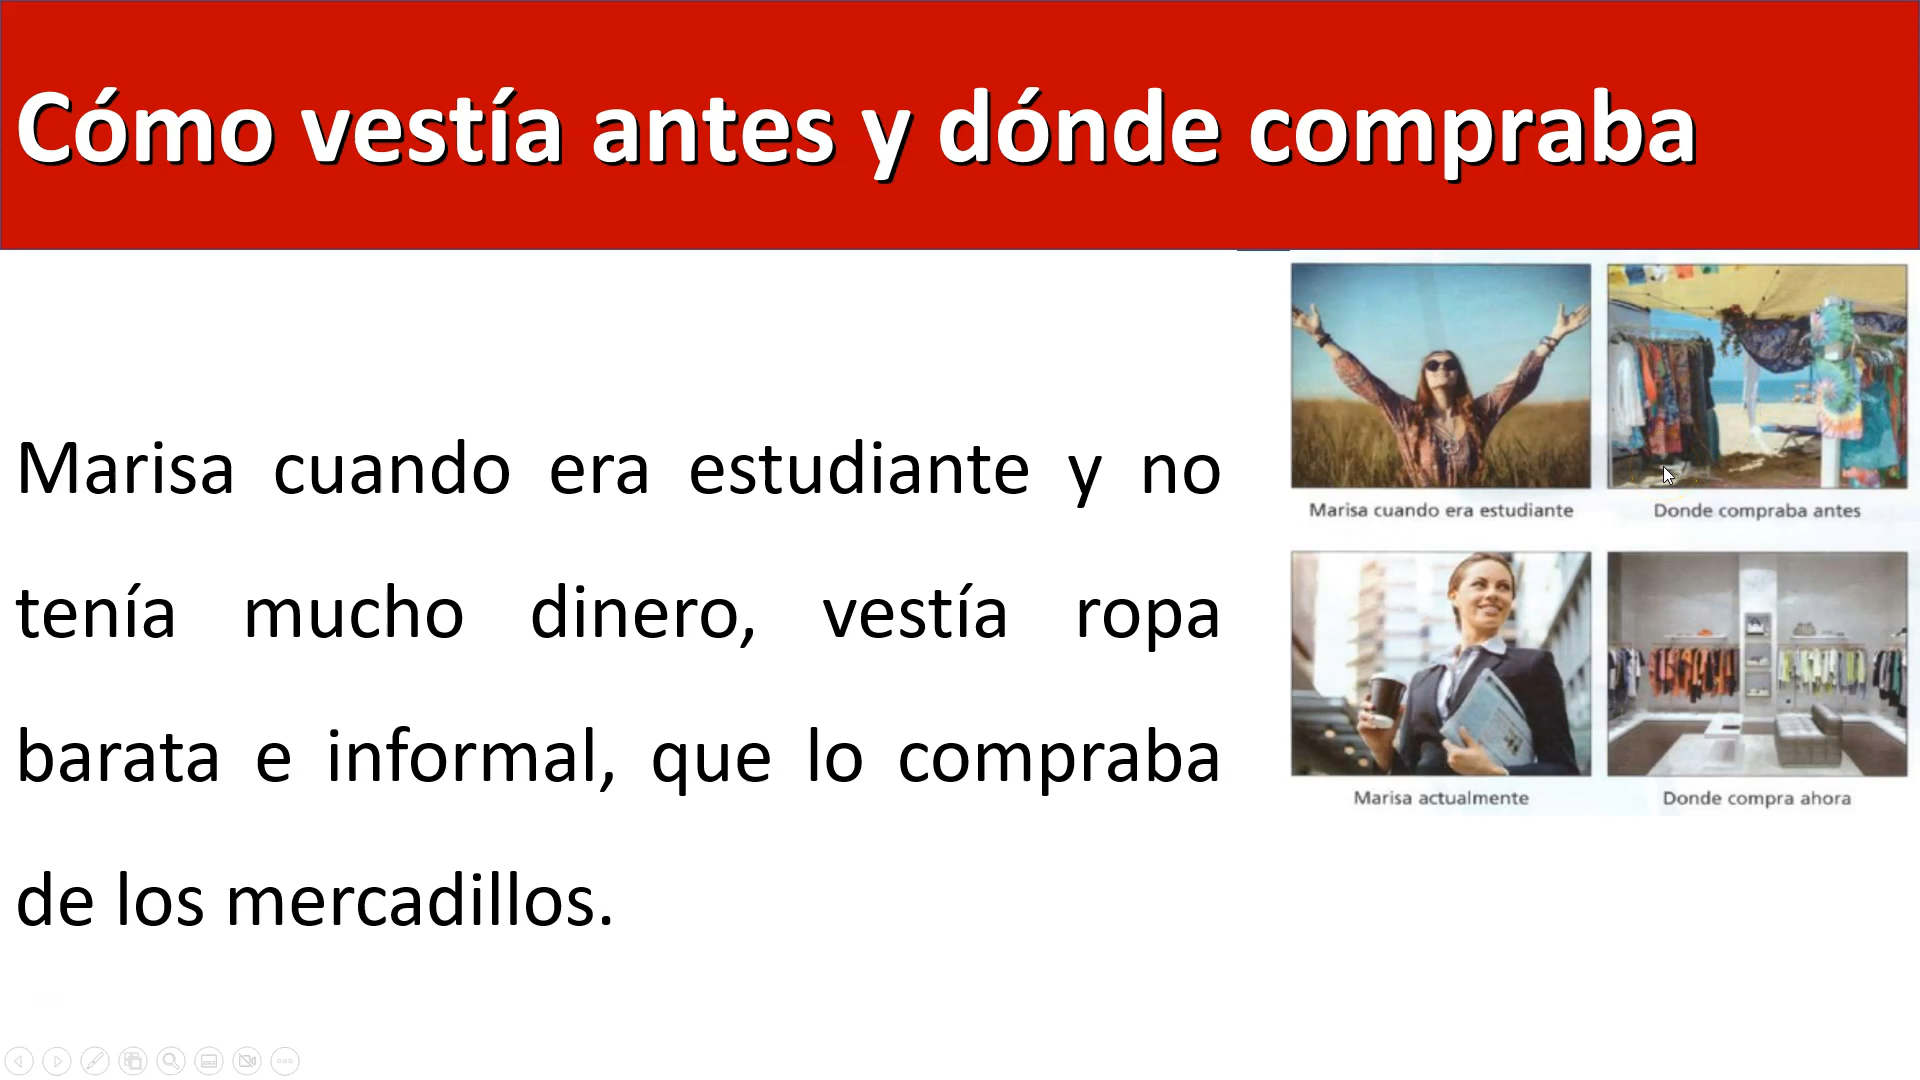 Cómo vestía antes y dónde compraba
Marisa cuando era estudiante y no
tenía mucho dinero, vestía ropa
barata e informal, que lo compraba
de los mercadillos.
Marisa cuando era estudiante
Donde compraba antes
Marisa actualmente
Donde compra ahora